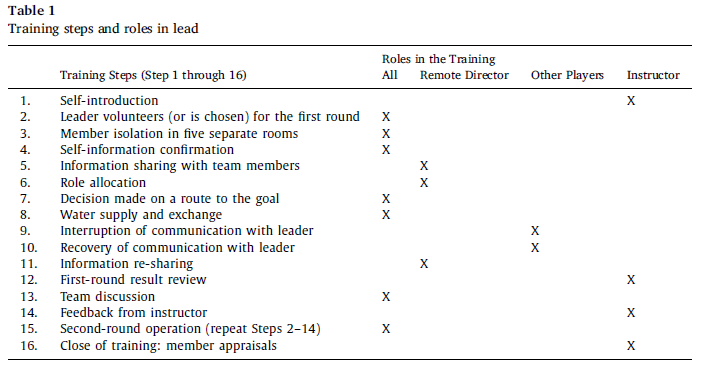 Table 1
Training steps and roles in lead
Roles in the Training
Training Steps (Step 1 through 16) All Remote Director Other Players Instructor
1. Self-introduction X
2. Leader volunteers (or is chosen) for the first round X
3. Member isolation in five separate rooms X
4. Self-information confirmation X
5. Information sharing with team members X
6. Role allocation X
7. Decision made on a route to the goal X
8. Water supply and exchange X
9. Interruption of communication with leader X
10. Recovery of communication with leader X
11. Information re-sharing X
12. First-round result review X
13. Team discussion X
14. Feedback from instructor X
15. Second-round operation (repeat Steps 2–14) X
16. Close of training: member appraisals X